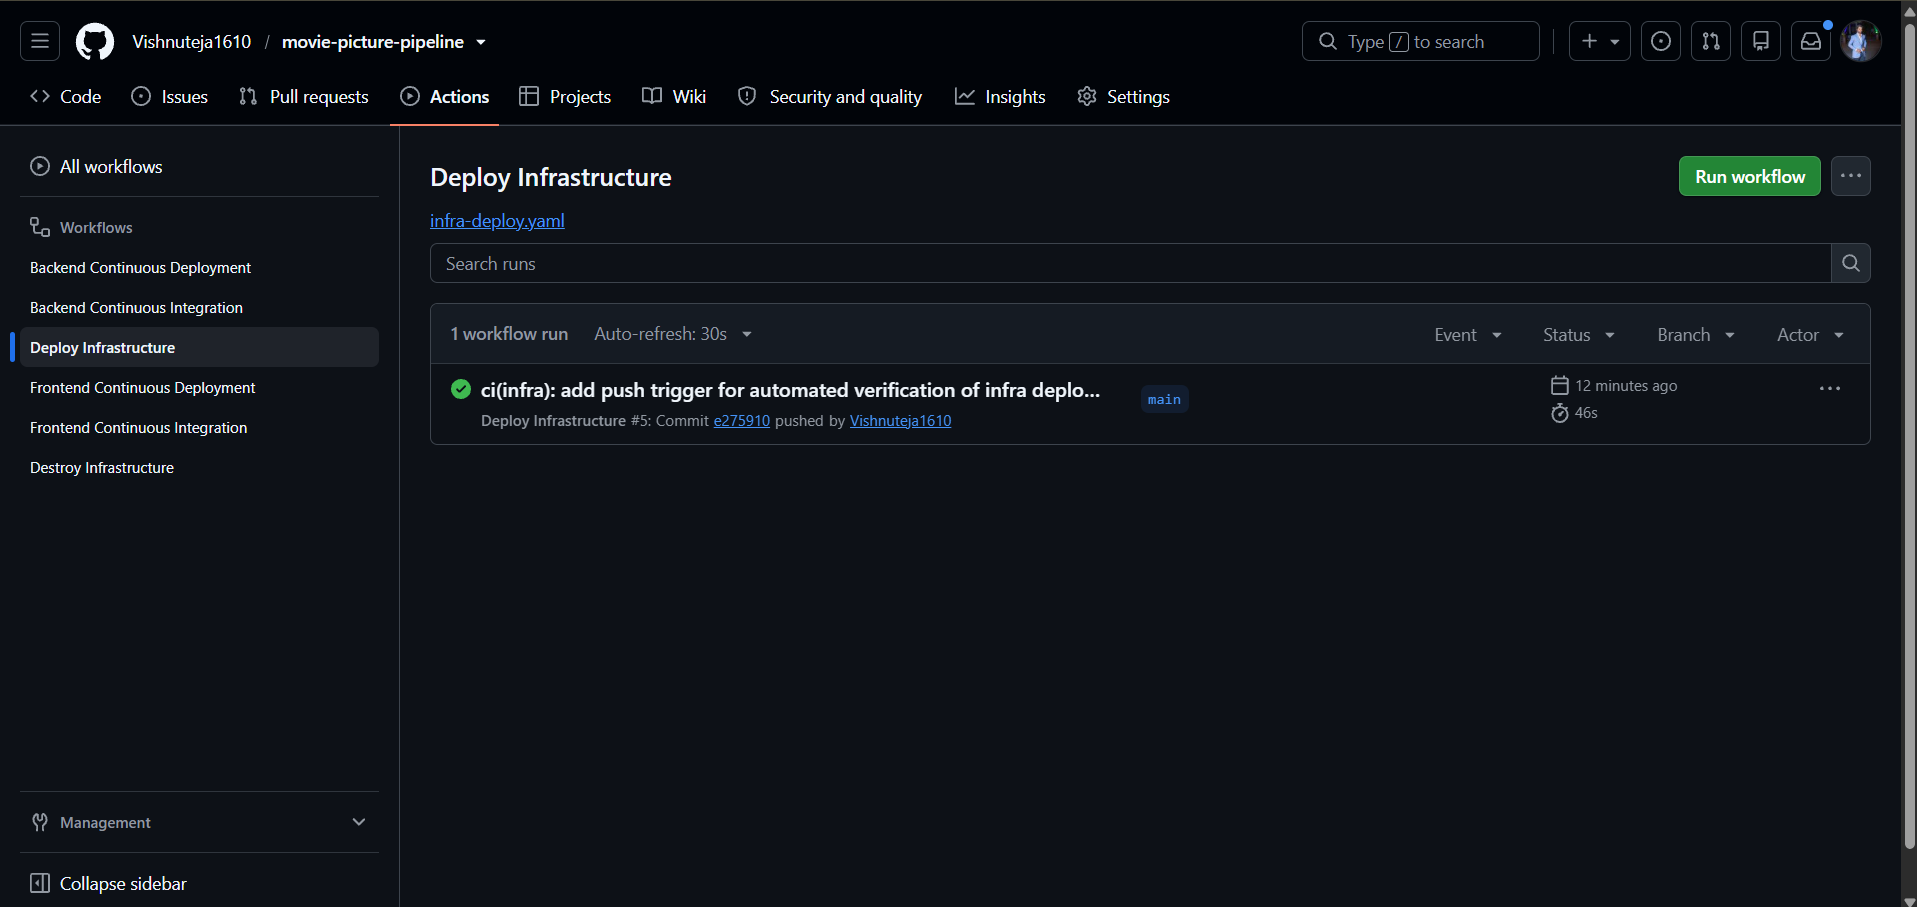 Vishnuteja1610 / movie-picture-pipeline
Type / to search
Code
Issues
Pull requests
Actions
Projects
Wiki
Security and quality
Insights
Settings
All workflows
Workflows
Backend Continuous Deployment
Backend Continuous Integration
Deploy Infrastructure
Frontend Continuous Deployment
Frontend Continuous Integration
Destroy Infrastructure
Management
Collapse sidebar
Deploy Infrastructure
Run workflow
infra-deploy.yaml
Search runs
1 workflow run
Auto-refresh: 30s
Event
Status
Branch
Actor
ci(infra): add push trigger for automated verification of infra deplo...
Deploy Infrastructure #5: Commit e275910 pushed by Vishnuteja1610
main
12 minutes ago
46s